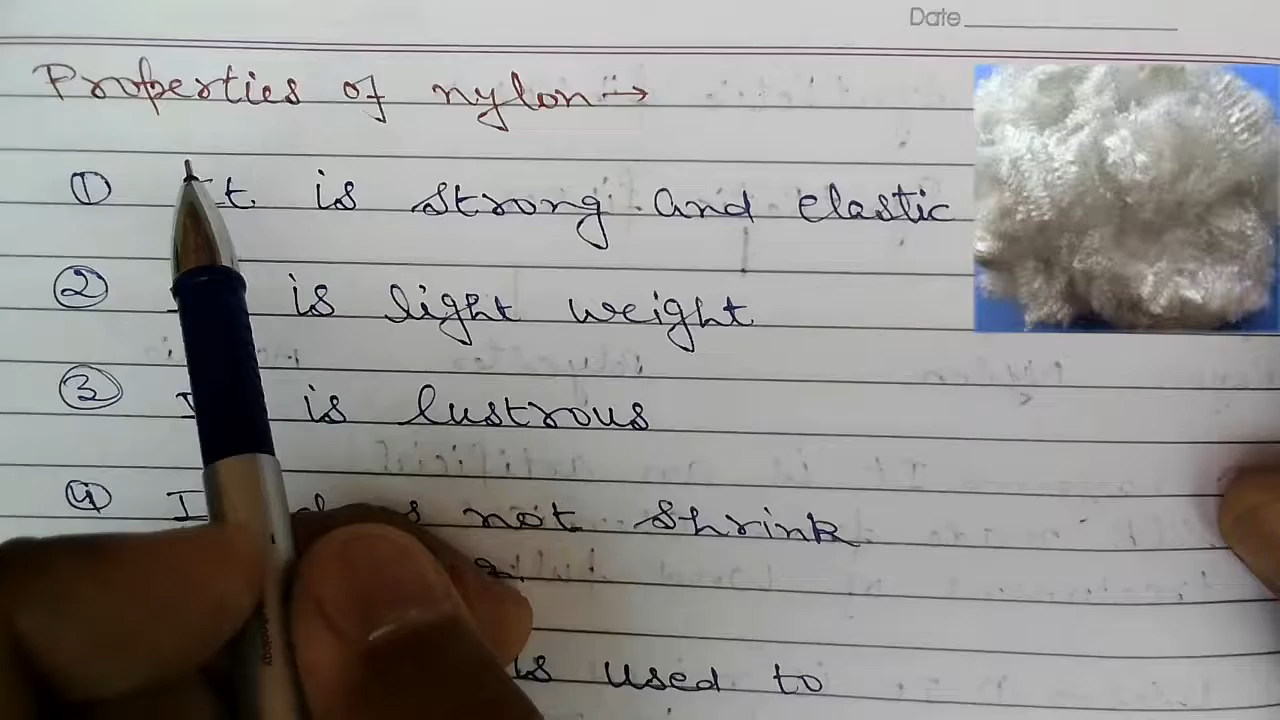 Date
Properties of nylon :→
① It is strong and elastic
② is light weight
③ is lustrous
④ I not shrink
is used to